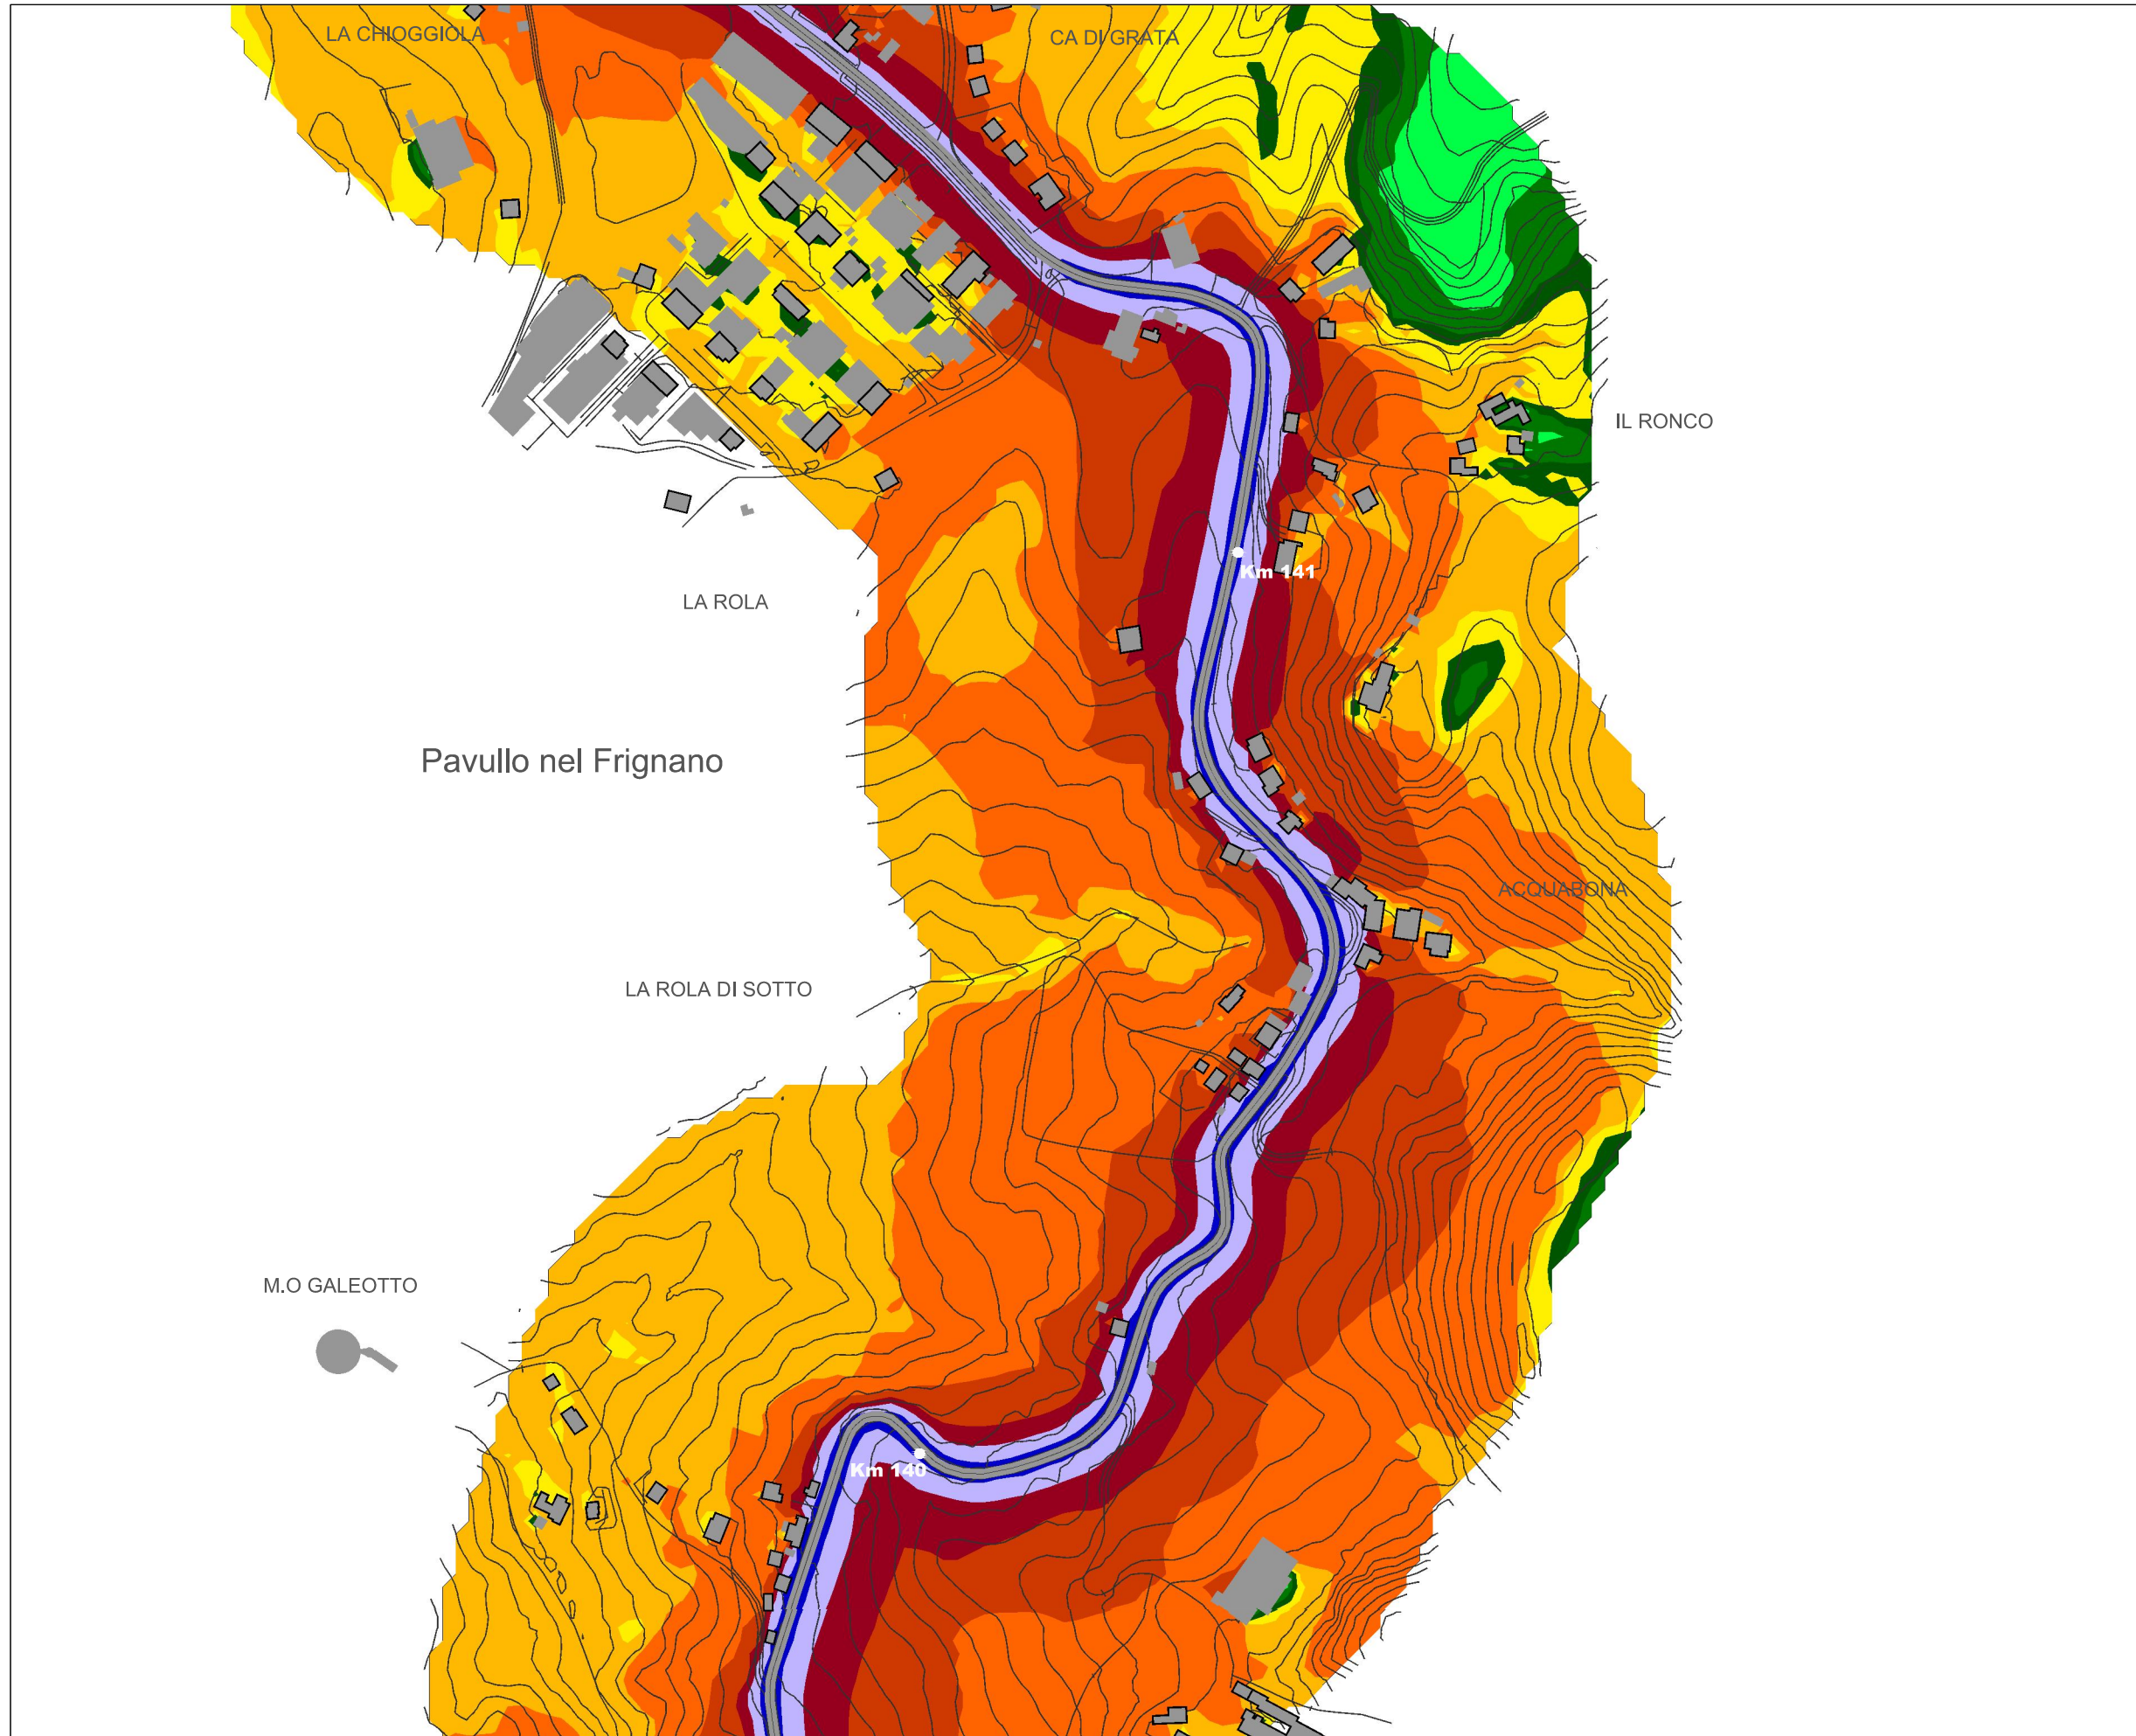 LA CHIOGGIOLA
CA DI GRATA
IL RONCO
Km 141
LA ROLA
Pavullo nel Frignano
ACQUABONA
LA ROLA DI SOTTO
M.O GALEOTTO
Km 140